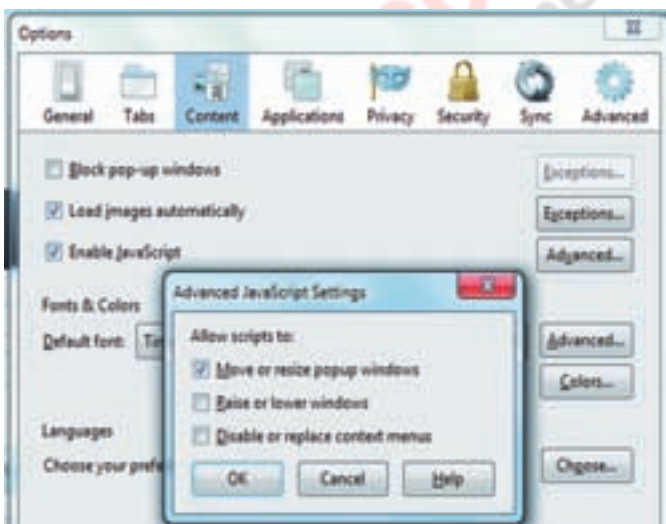 Options
General Tabs Content Applications Privacy Security Sync Advanced
Block pop-up windows Exceptions...
Load images automatically Exceptions...
Enable JavaScript Advanced...
Advanced JavaScript Settings
Fonts & Colors
Default font: Advanced...
Allow scripts to:
Move or resize popup windows
Colors...
Raise or lower windows
Languages
Disable or replace context menus
Choose your Choose...
OK Cancel Help